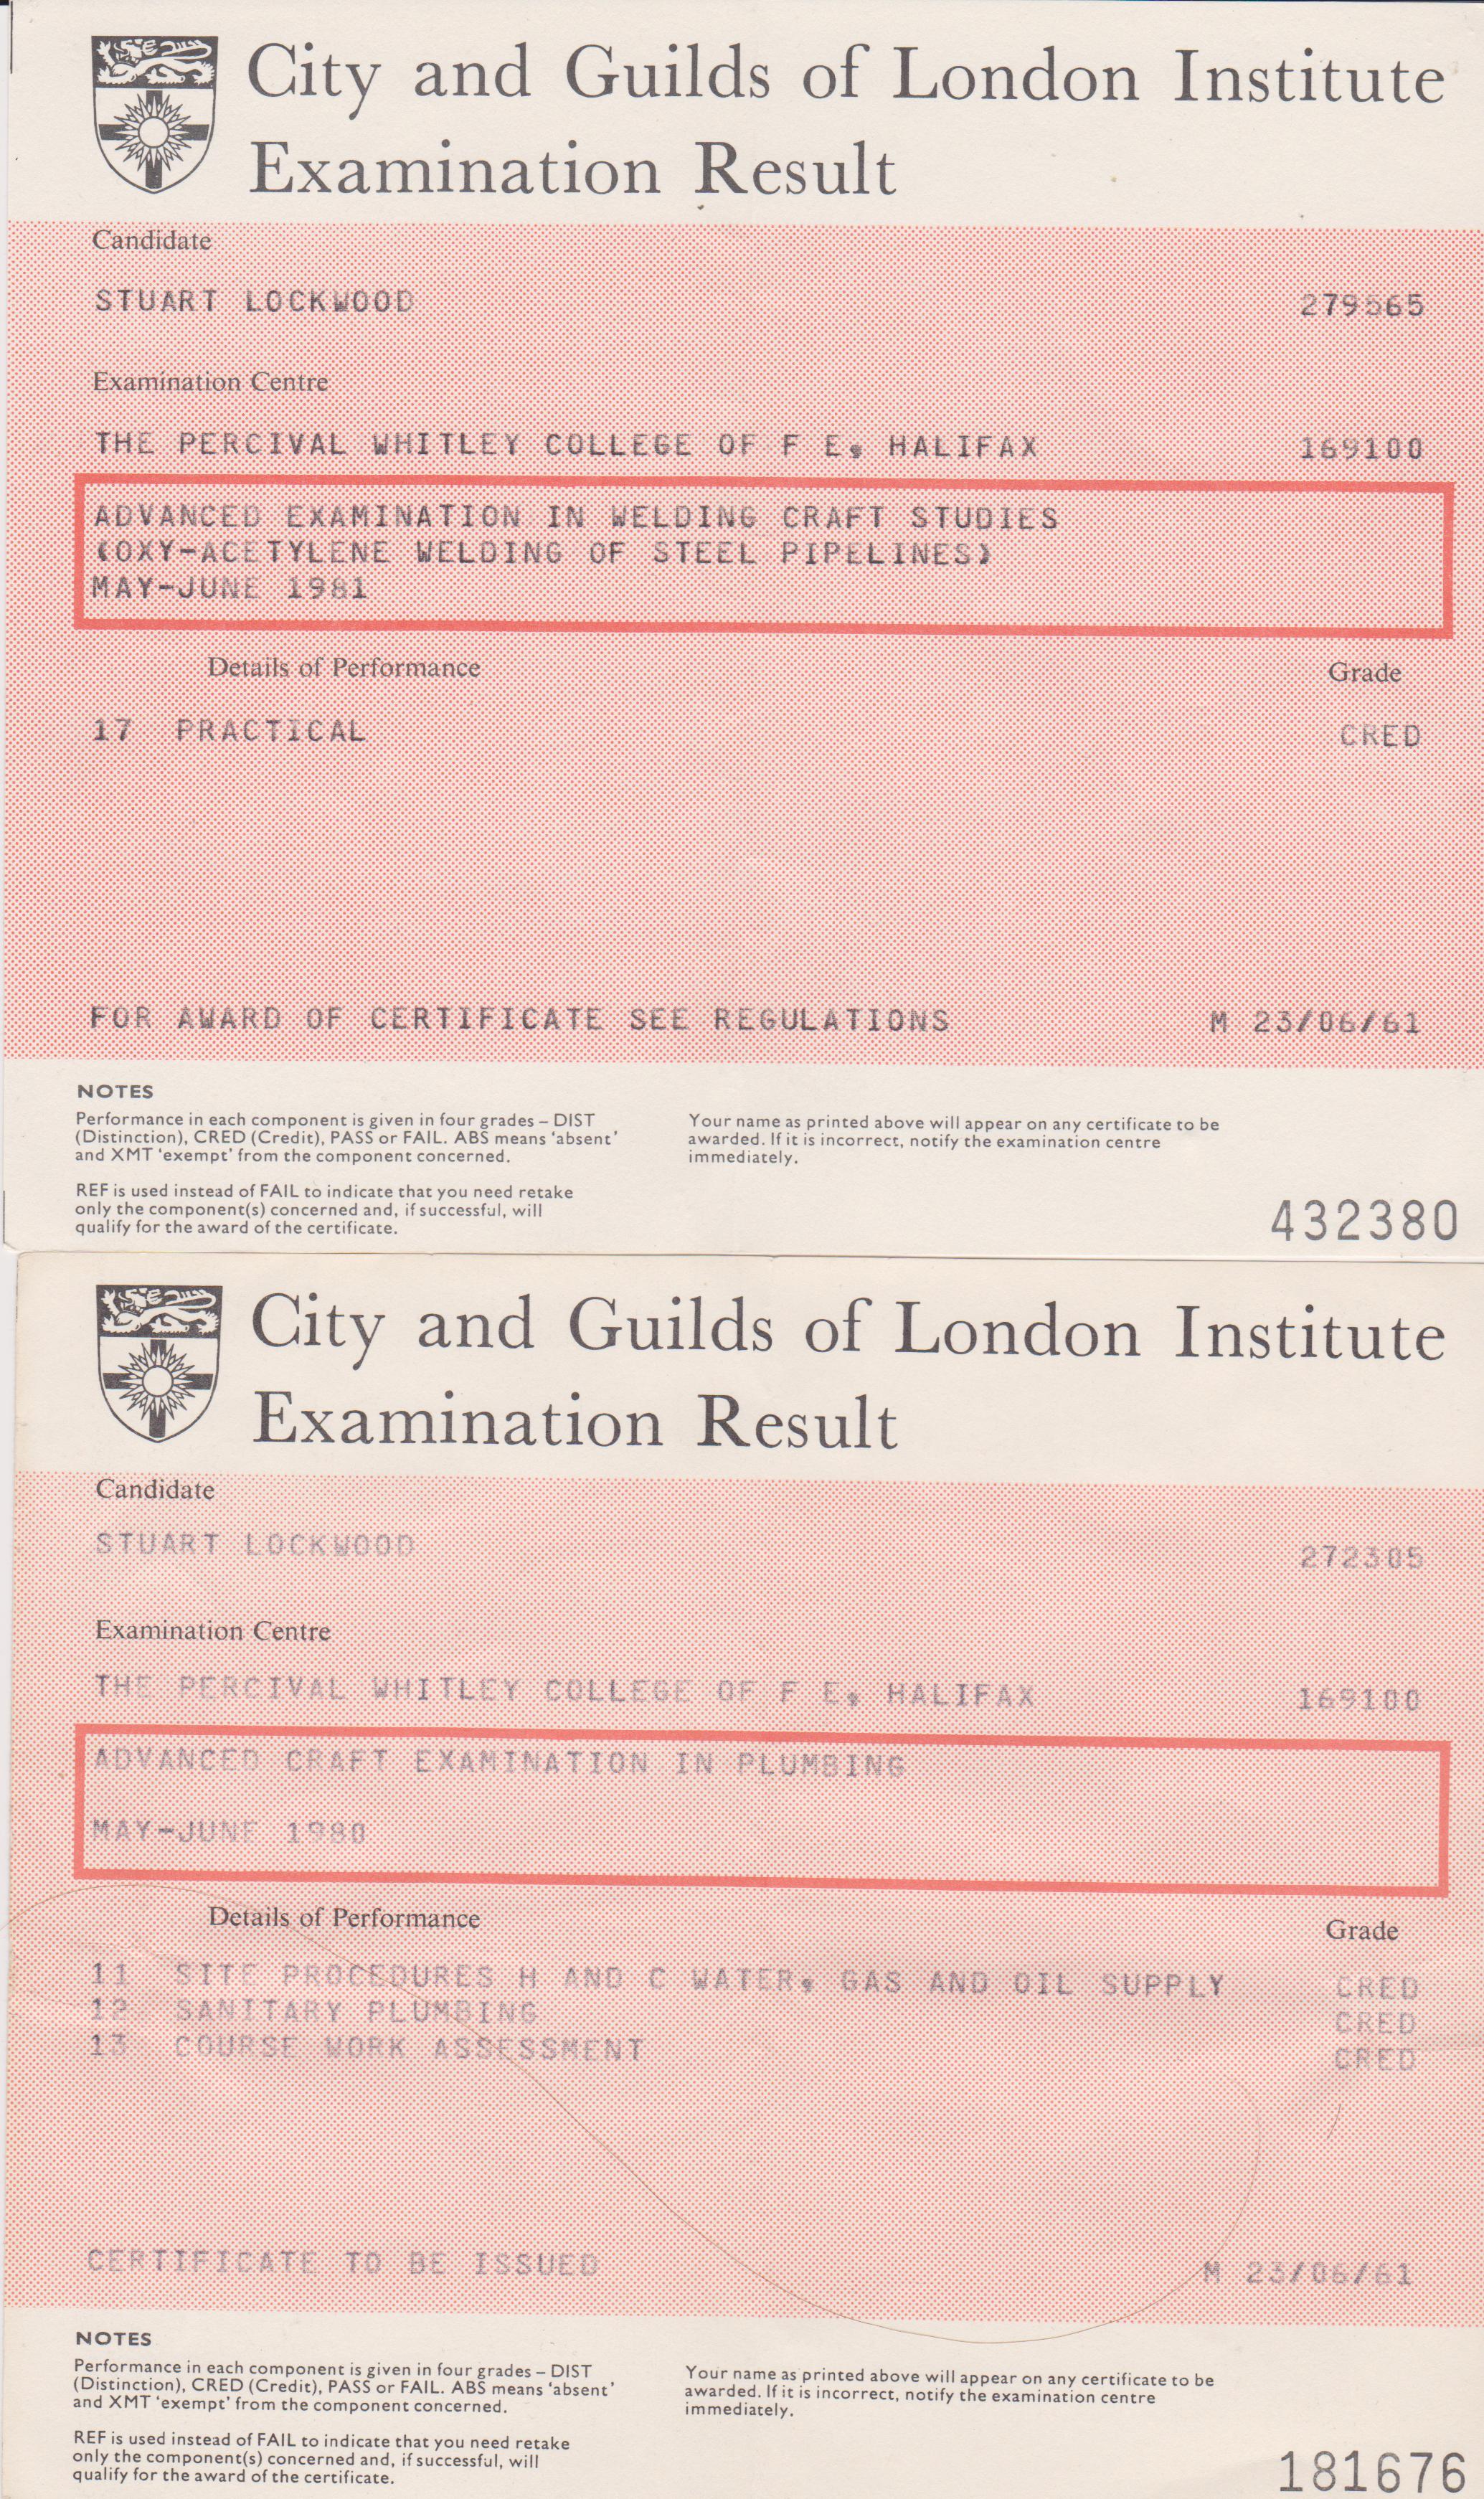 City and Guilds of London Institute
Examination Result
Candidate
STUART LOCKWOOD 279565
Examination Centre
THE PERCIVAL WHITLEY COLLEGE OF F E, HALIFAX 169100
ADVANCED EXAMINATION IN WELDING CRAFT STUDIES
(OXY-ACETYLENE WELDING OF STEEL PIPELINES)
MAY-JUNE 1981
Details of Performance Grade
17 PRACTICAL CRED
FOR AWARD OF CERTIFICATE SEE REGULATIONS M 23/06/61
NOTES
Performance in each component is given in four grades – DIST
(Distinction), CRED (Credit), PASS or FAIL. ABS means 'absent'
and XMT 'exempt' from the component concerned.
REF is used instead of FAIL to indicate that you need retake
only the component(s) concerned and, if successful, will
qualify for the award of the certificate.
Your name as printed above will appear on any certificate to be
awarded. If it is incorrect, notify the examination centre
immediately.
432380
City and Guilds of London Institute
Examination Result
Candidate
STUART LOCKWOOD 272305
Examination Centre
THE PERCIVAL WHITLEY COLLEGE OF F E, HALIFAX 169100
ADVANCED CRAFT EXAMINATION IN PLUMBING
MAY-JUNE 1980
Details of Performance Grade
11 SITE PROCEDURES H AND C WATER, GAS AND OIL SUPPLY CRED
12 SANITARY PLUMBING CRED
13 COURSE WORK ASSESSMENT CRED
CERTIFICATE TO BE ISSUED M 23/06/61
NOTES
Performance in each component is given in four grades – DIST
(Distinction), CRED (Credit), PASS or FAIL. ABS means 'absent'
and XMT 'exempt' from the component concerned.
REF is used instead of FAIL to indicate that you need retake
only the component(s) concerned and, if successful, will
qualify for the award of the certificate.
Your name as printed above will appear on any certificate to be
awarded. If it is incorrect, notify the examination centre
immediately.
181676